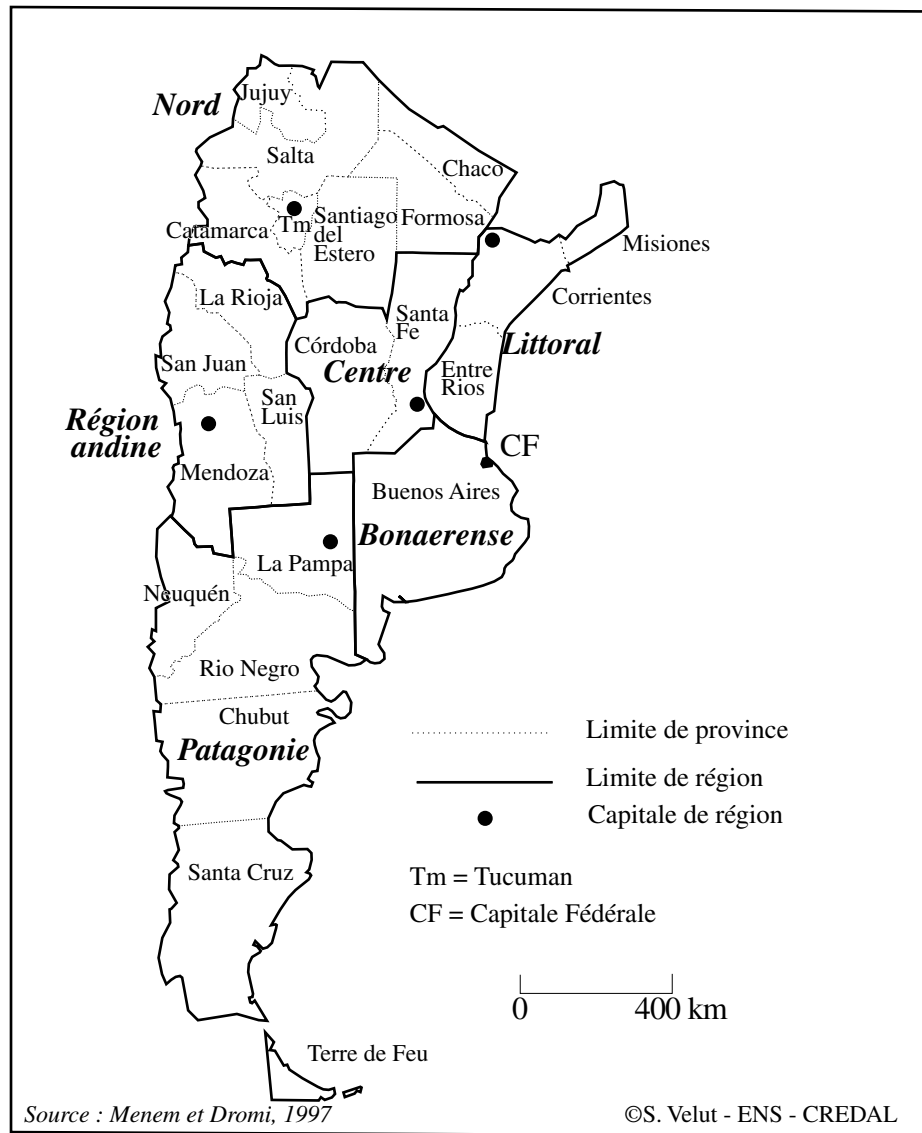 Jujuy
Nord
Salta
Chaco
Tm
Santiago
del
Estero
Formosa
Catamarca
Misiones
Corrientes
La Rioja
Santa
Fe
Córdoba
Littoral
San Juan
Centre
Entre
Rios
San
Luis
Région
andine
CF
Mendoza
Buenos Aires
Bonaerense
La Pampa
Neuquén
Rio Negro
Chubut
Patagonie
Limite de province
Limite de région
Capitale de région
Santa Cruz
Tm = Tucuman
CF = Capitale Fédérale
0 400 km
Terre de Feu
Source : Menem et Dromi, 1997
©S. Velut - ENS - CREDAL